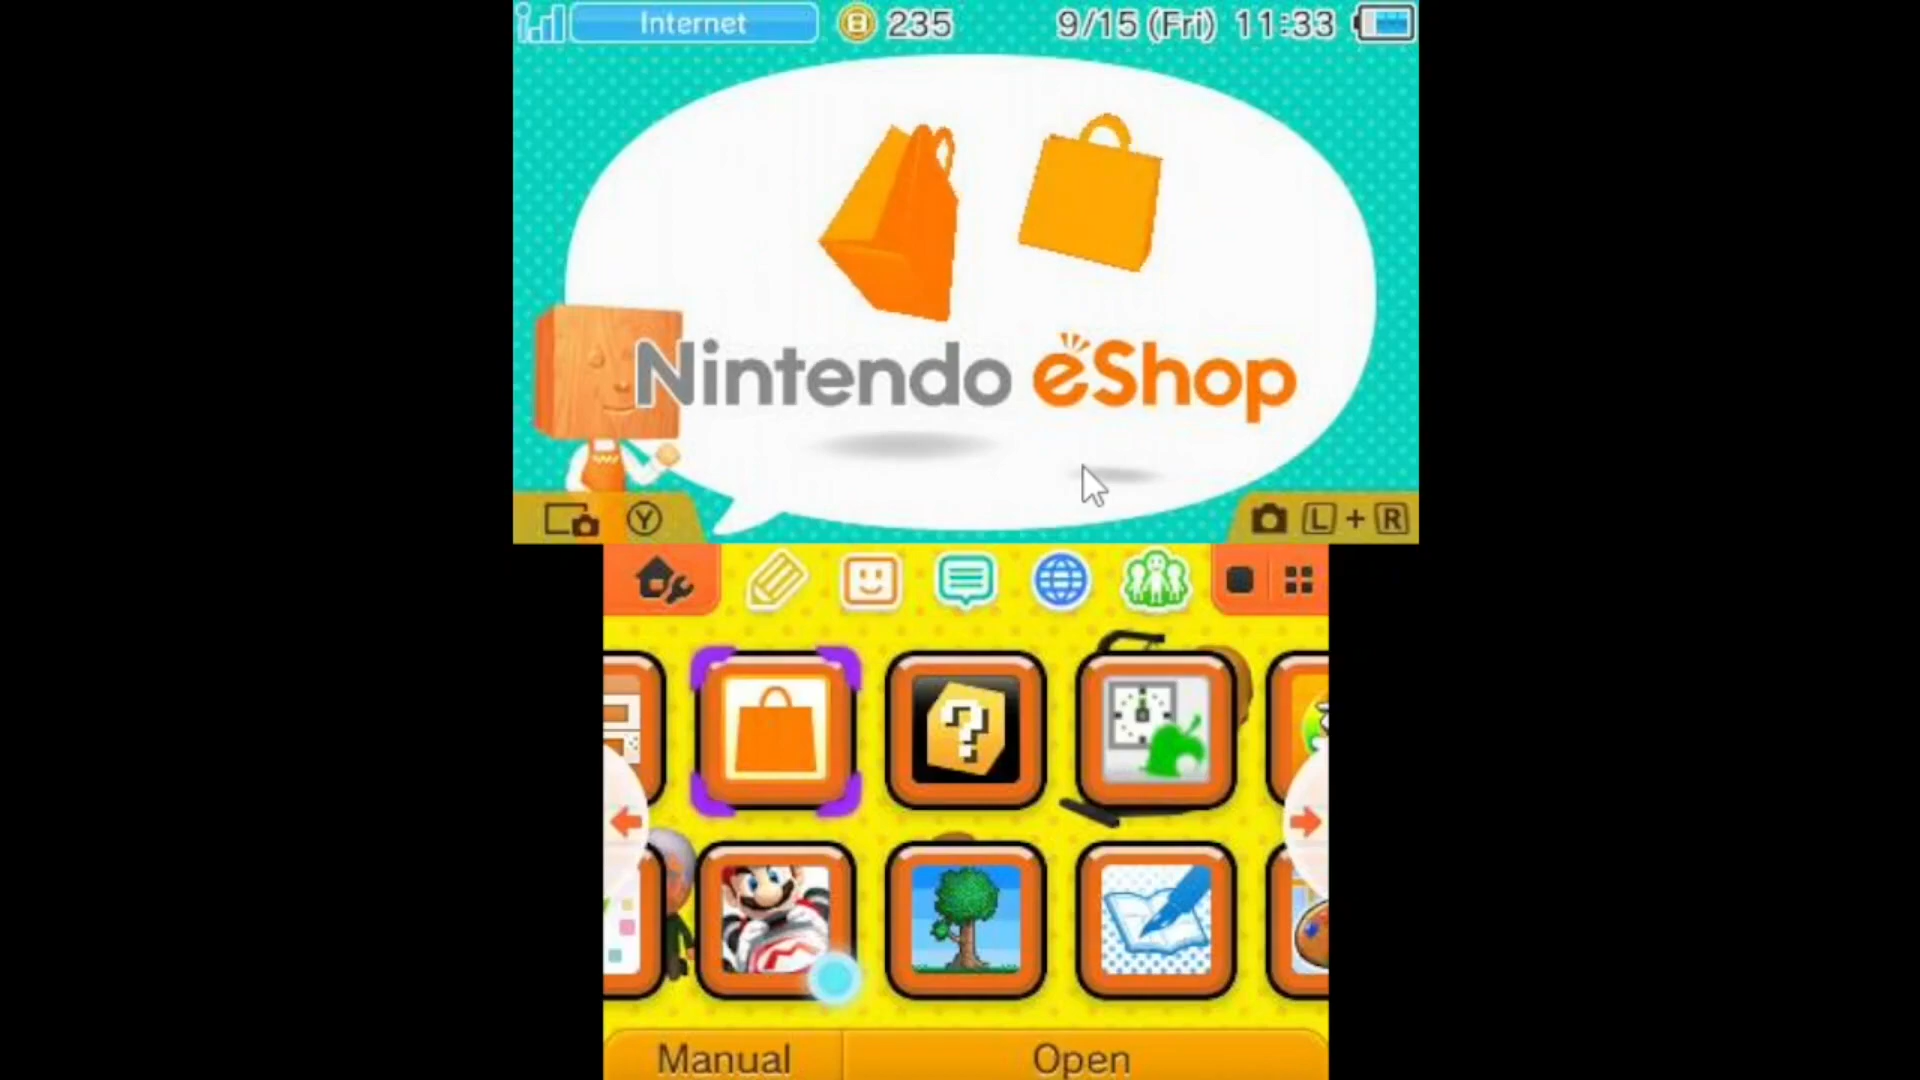 Internet 235 9/15 (Fri) 11:33
Nintendo eShop
Y L + R
?
Manual Open